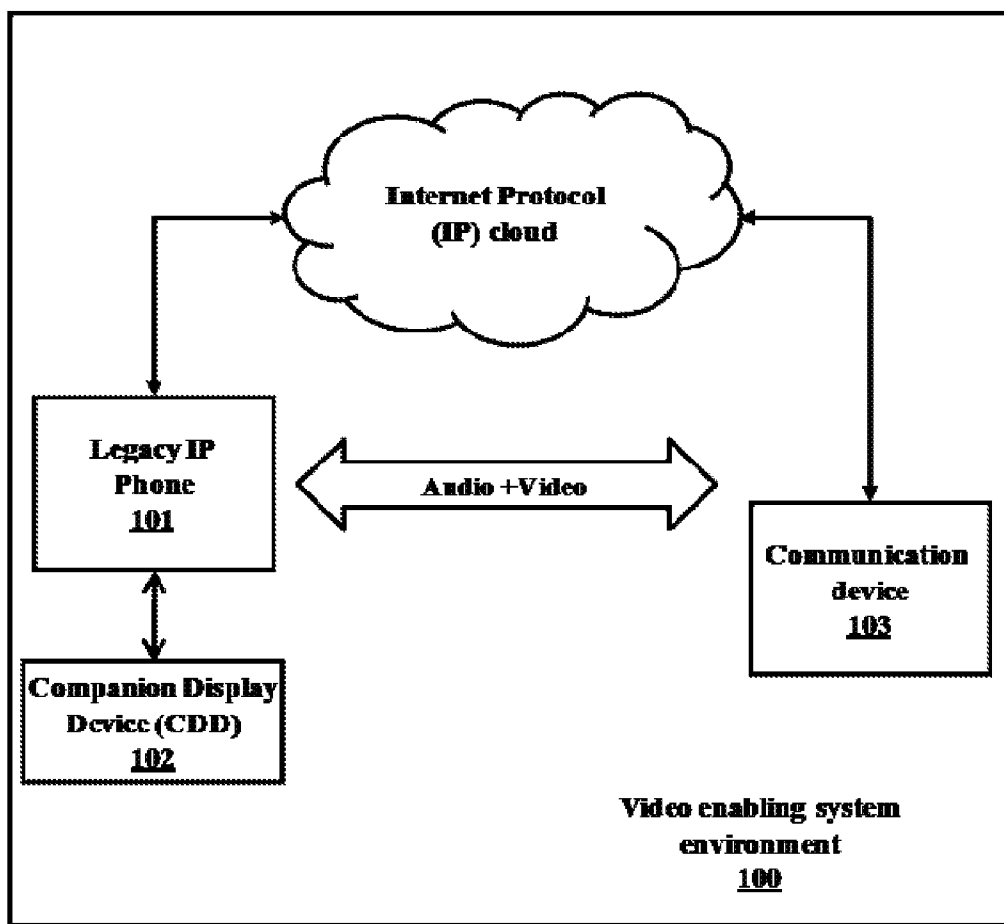 Internet Protocol
(IP) cloud
Legacy IP
Phone
101
Audio +Video
Communication
device
103
Companion Display
Device (CDD)
102
Video enabling system
environment
100